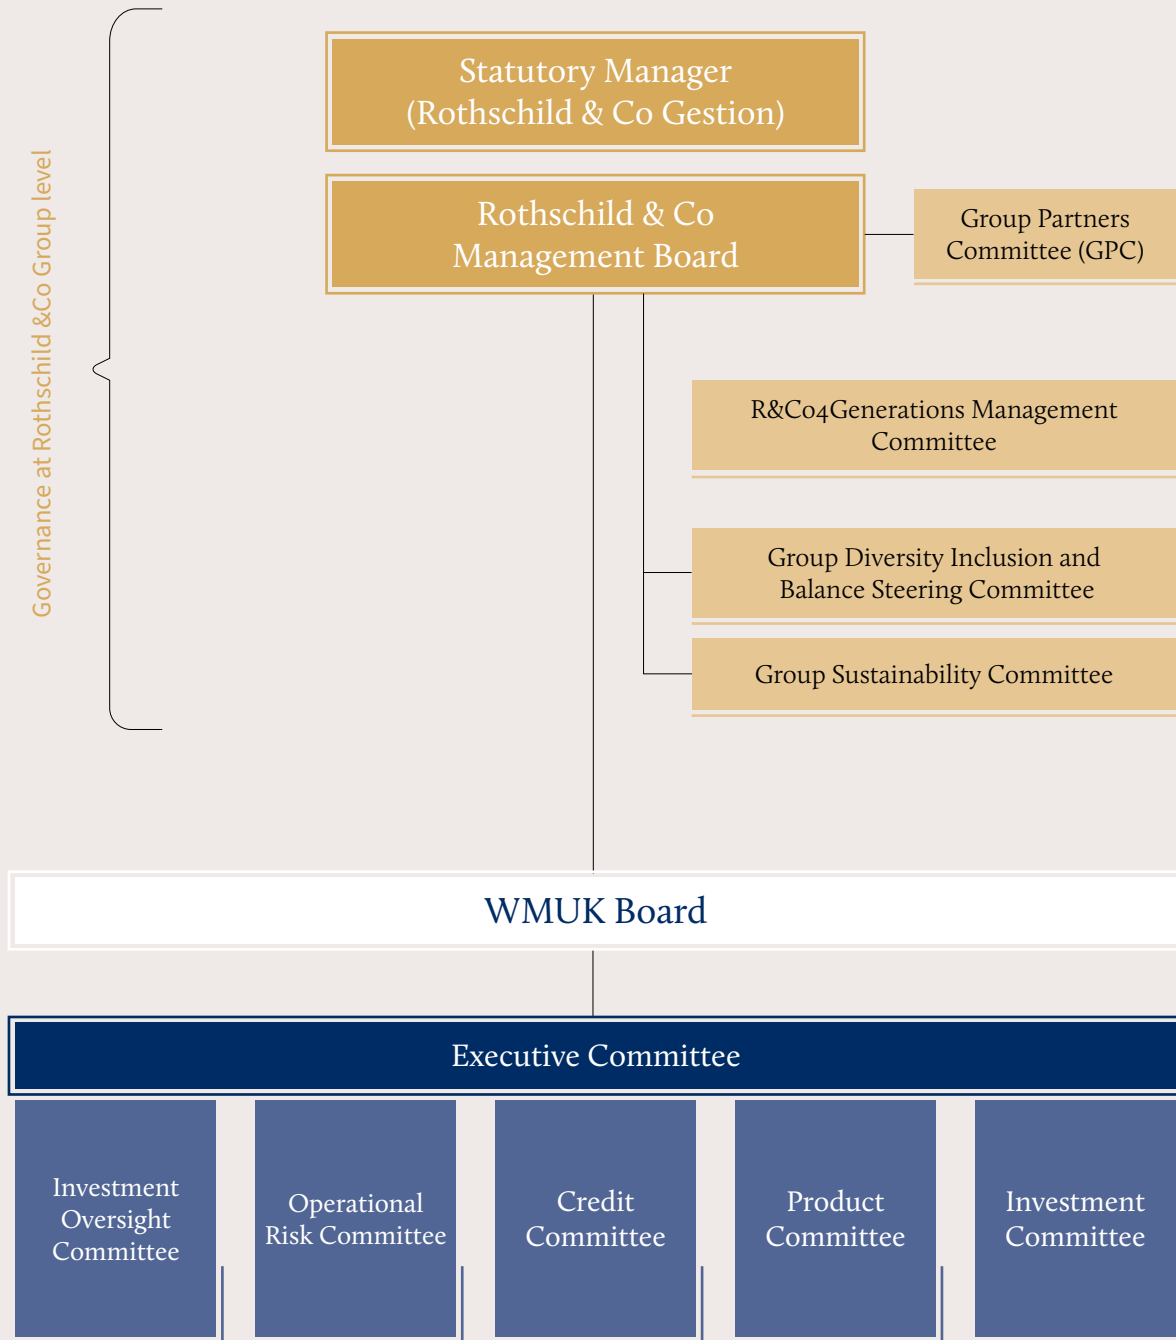 Governance at Rothschild &Co Group level
Statutory Manager
(Rothschild & Co Gestion)
Rothschild & Co
Management Board
Group Partners
Committee (GPC)
R&Co4Generations Management
Committee
Group Diversity Inclusion and
Balance Steering Committee
Group Sustainability Committee
WMUK Board
Executive Committee
Investment
Oversight
Committee
Operational
Risk Committee
Credit
Committee
Product
Committee
Investment
Committee